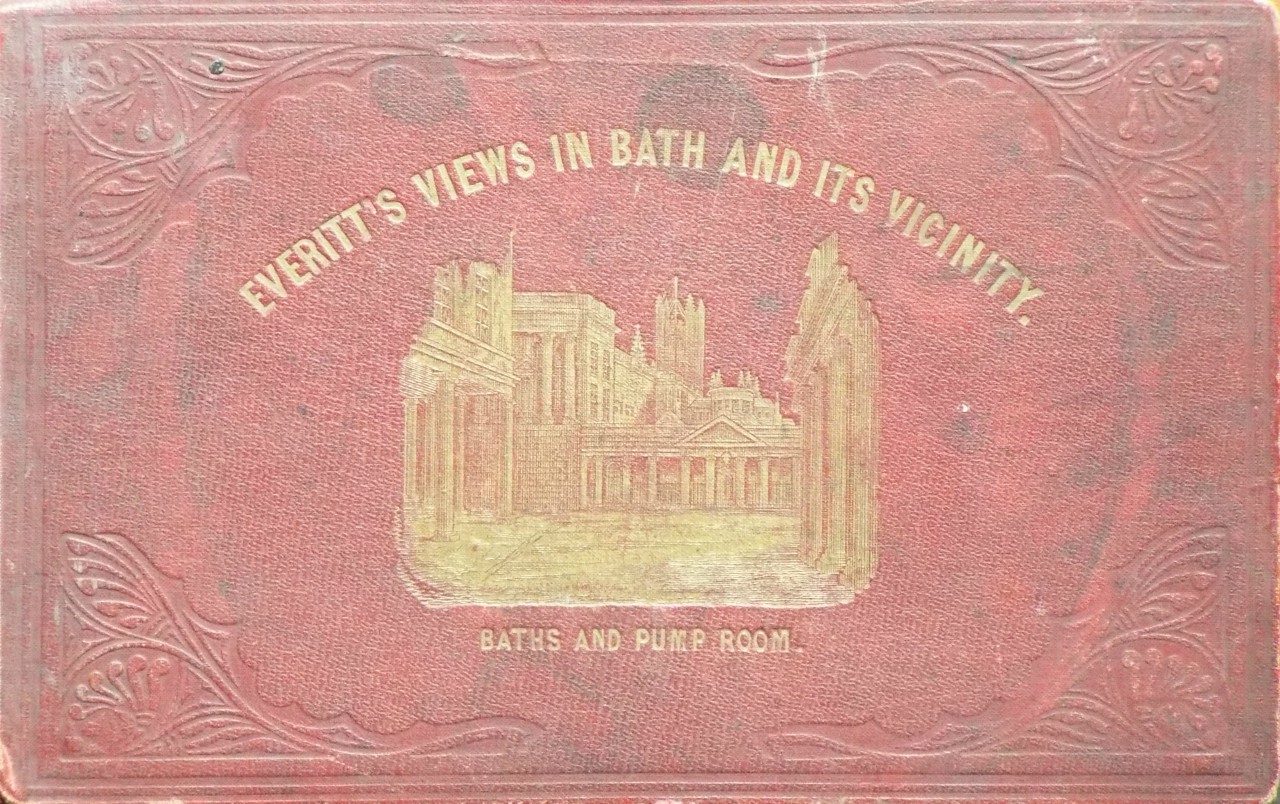 EVERITT'S VIEWS IN BATH AND ITS VICINITY.
BATHS AND PUMP ROOM.